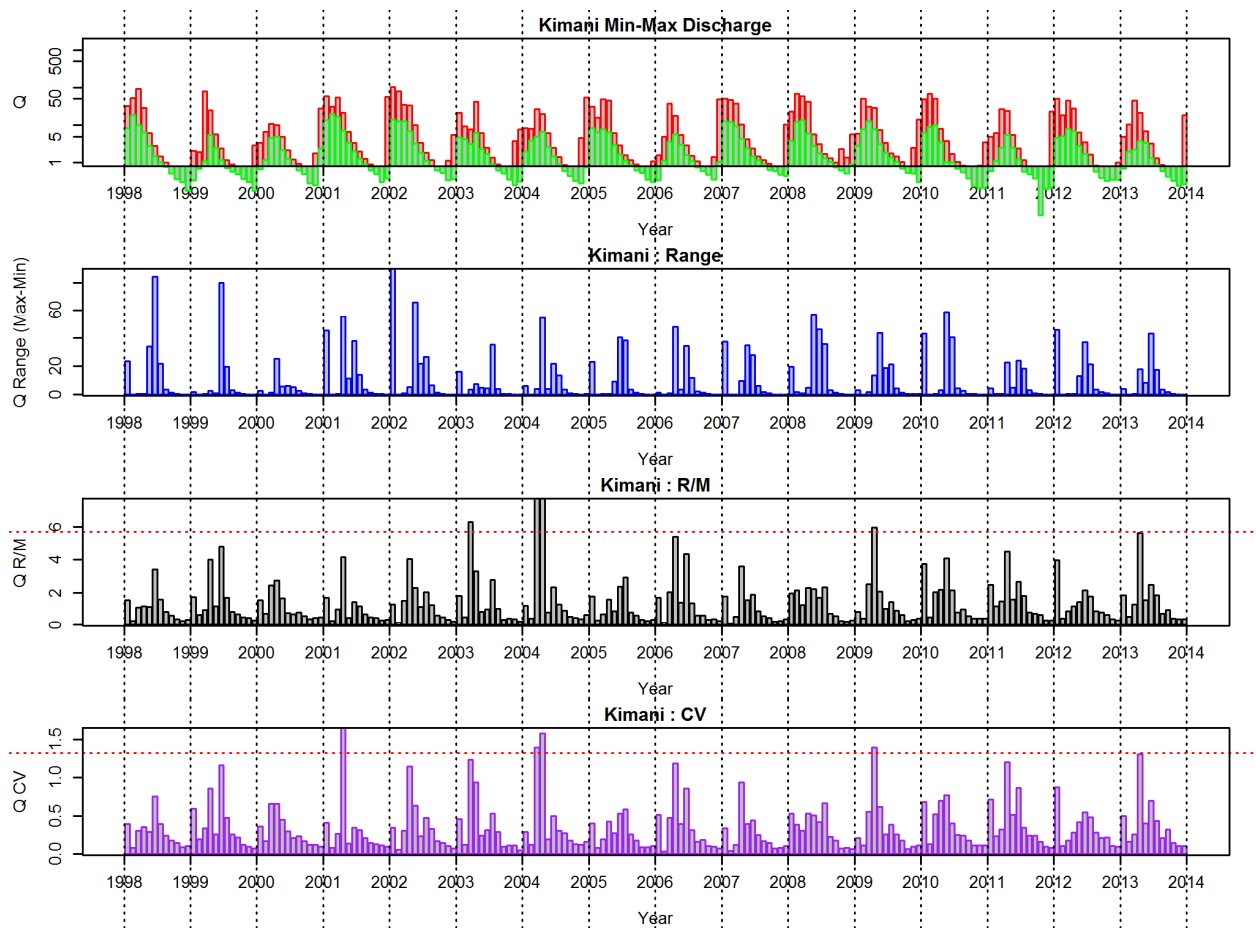 Kimani Min-Max Discharge
Q
500
50
5
1
1998 1999 2000 2001 2002 2003 2004 2005 2006 2007 2008 2009 2010 2011 2012 2013 2014
Year
Kimani : Range
Q Range (Max-Min)
60
20
0
1998 1999 2000 2001 2002 2003 2004 2005 2006 2007 2008 2009 2010 2011 2012 2013 2014
Year
Kimani : R/M
Q R/M
6
4
2
0
1998 1999 2000 2001 2002 2003 2004 2005 2006 2007 2008 2009 2010 2011 2012 2013 2014
Year
Kimani : CV
Q CV
1.5
1.0
0.5
0.0
1998 1999 2000 2001 2002 2003 2004 2005 2006 2007 2008 2009 2010 2011 2012 2013 2014
Year